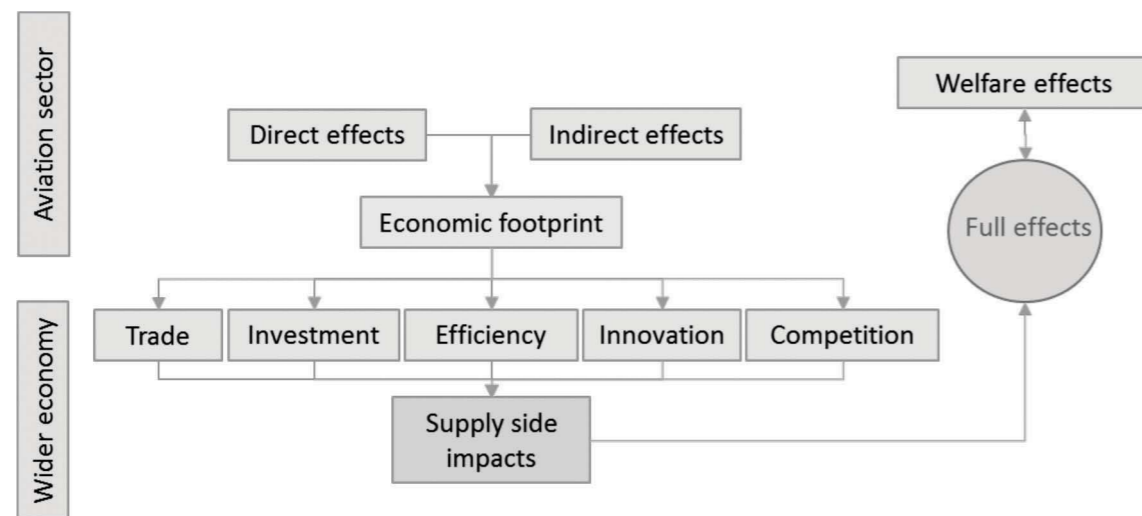 Aviation sector
Welfare effects
Direct effects
Indirect effects
Full effects
Economic footprint
Wider economy
Trade
Investment
Efficiency
Innovation
Competition
Supply side
impacts